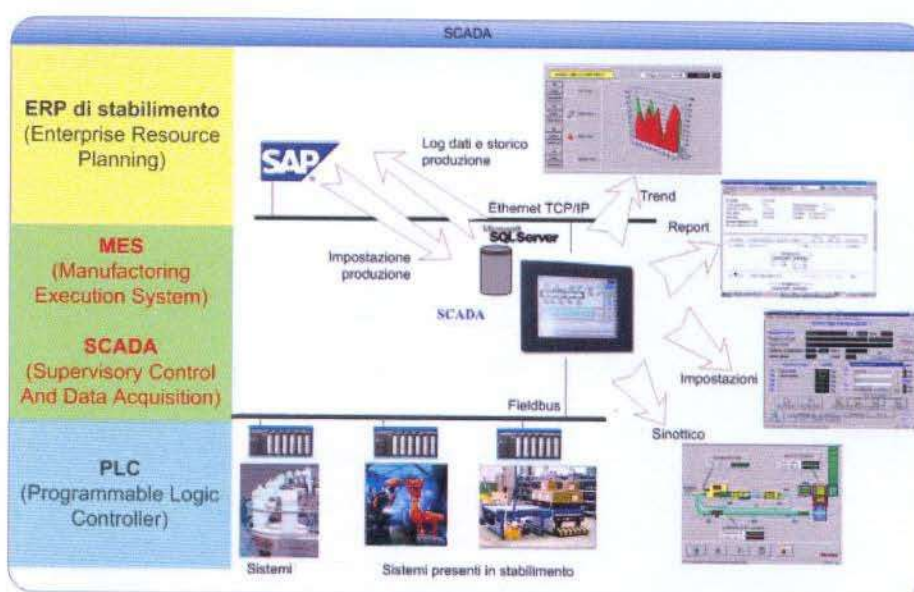 SCADA
ERP di stabilimento
(Enterprise Resource
Planning)
MES
(Manufactoring
Execution System)
SCADA
(Supervisory Control
And Data Acquisition)
PLC
(Programmable Logic
Controller)
SAP
Log dati e storico
produzione
Ethernet TCP/IP
Impostazione
produzione
SQL Server
SCADA
Trend
Report
Impostazioni
Sinottico
Fieldbus
Sistemi
Sistemi presenti in stabilimento